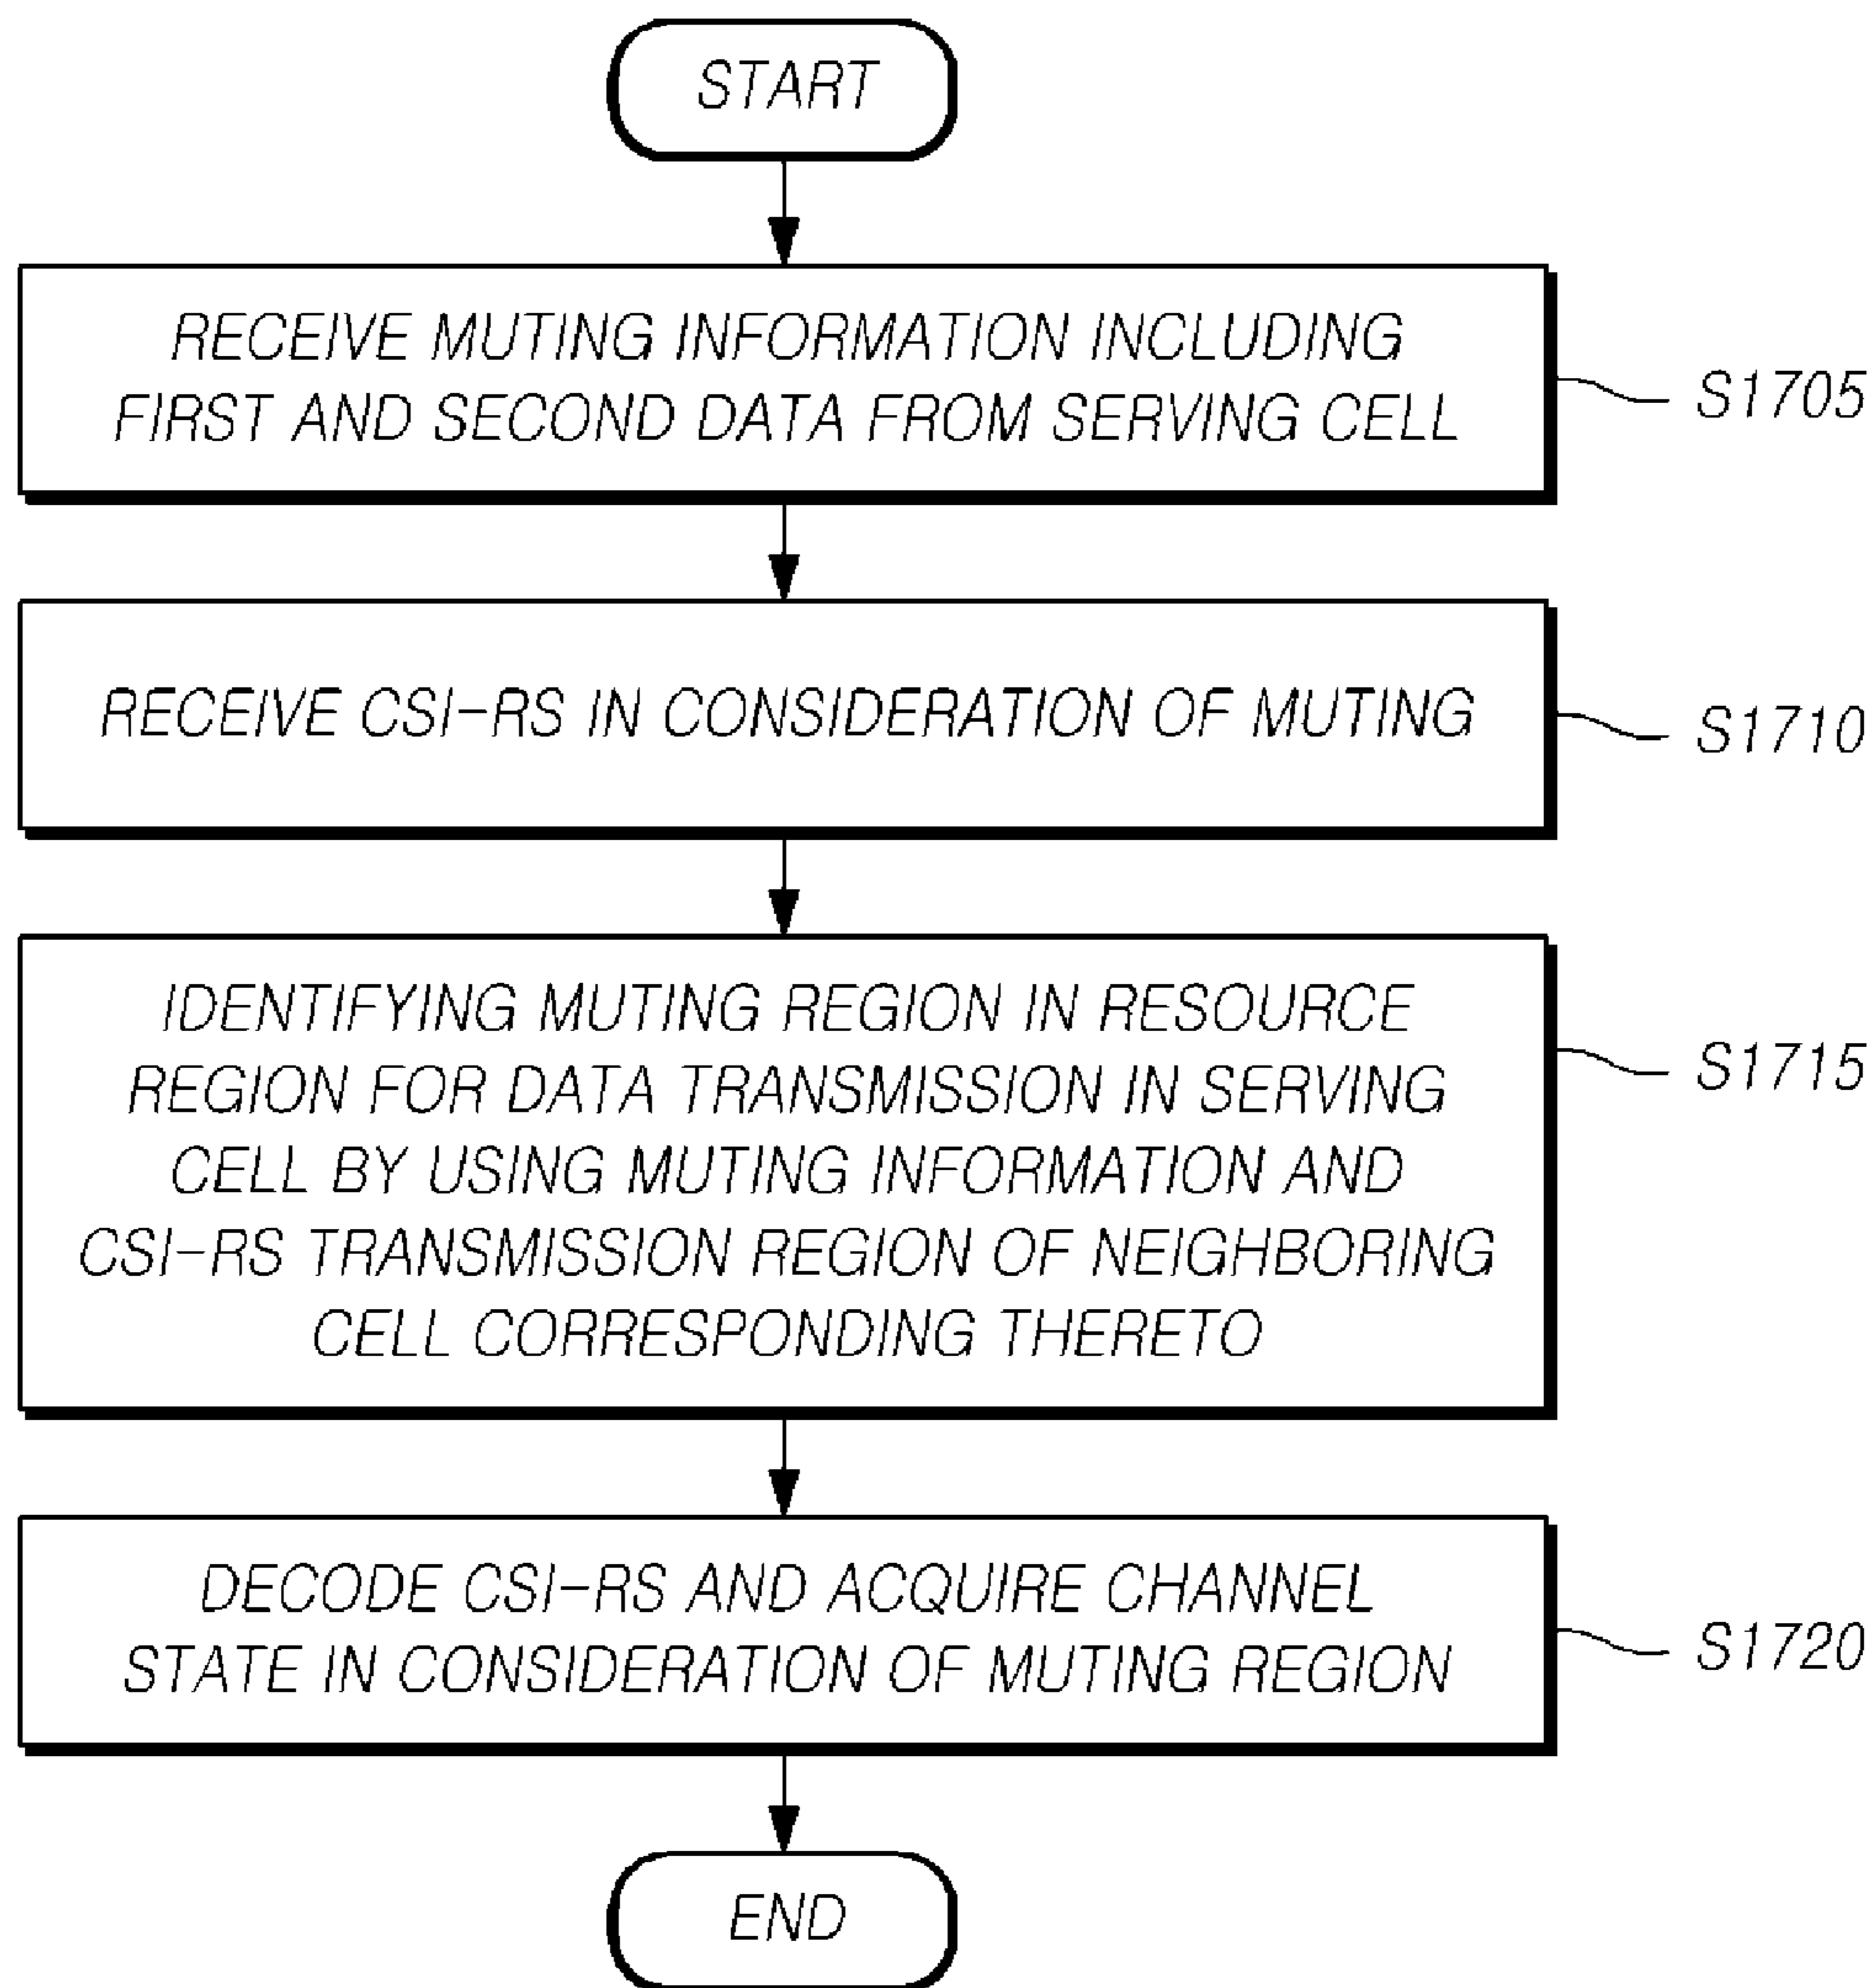 START
RECEIVE MUTING INFORMATION INCLUDING
FIRST AND SECOND DATA FROM SERVING CELL
S1705
RECEIVE CSI-RS IN CONSIDERATION OF MUTING
S1710
IDENTIFYING MUTING REGION IN RESOURCE
REGION FOR DATA TRANSMISSION IN SERVING
CELL BY USING MUTING INFORMATION AND
CSI-RS TRANSMISSION REGION OF NEIGHBORING
CELL CORRESPONDING THERETO
S1715
DECODE CSI-RS AND ACQUIRE CHANNEL
STATE IN CONSIDERATION OF MUTING REGION
S1720
END